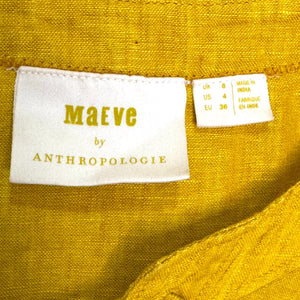 MaEVe
by
ANTHROPOLOGIE
UK 8
US 4
EU 36
MADE IN
INDIA
FABRIQUÉ
EN INDE